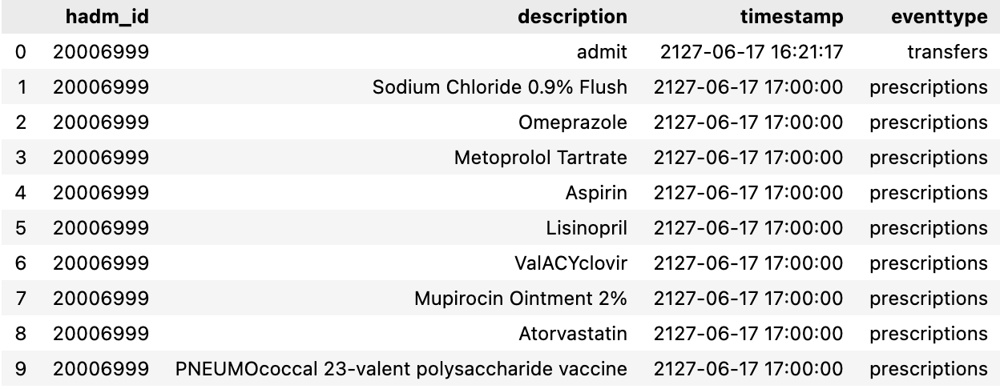 hadm_id description timestamp eventtype
0 20006999 admit 2127-06-17 16:21:17 transfers
1 20006999 Sodium Chloride 0.9% Flush 2127-06-17 17:00:00 prescriptions
2 20006999 Omeprazole 2127-06-17 17:00:00 prescriptions
3 20006999 Metoprolol Tartrate 2127-06-17 17:00:00 prescriptions
4 20006999 Aspirin 2127-06-17 17:00:00 prescriptions
5 20006999 Lisinopril 2127-06-17 17:00:00 prescriptions
6 20006999 ValACYclovir 2127-06-17 17:00:00 prescriptions
7 20006999 Mupirocin Ointment 2% 2127-06-17 17:00:00 prescriptions
8 20006999 Atorvastatin 2127-06-17 17:00:00 prescriptions
9 20006999 PNEUMOcoccal 23-valent polysaccharide vaccine 2127-06-17 17:00:00 prescriptions